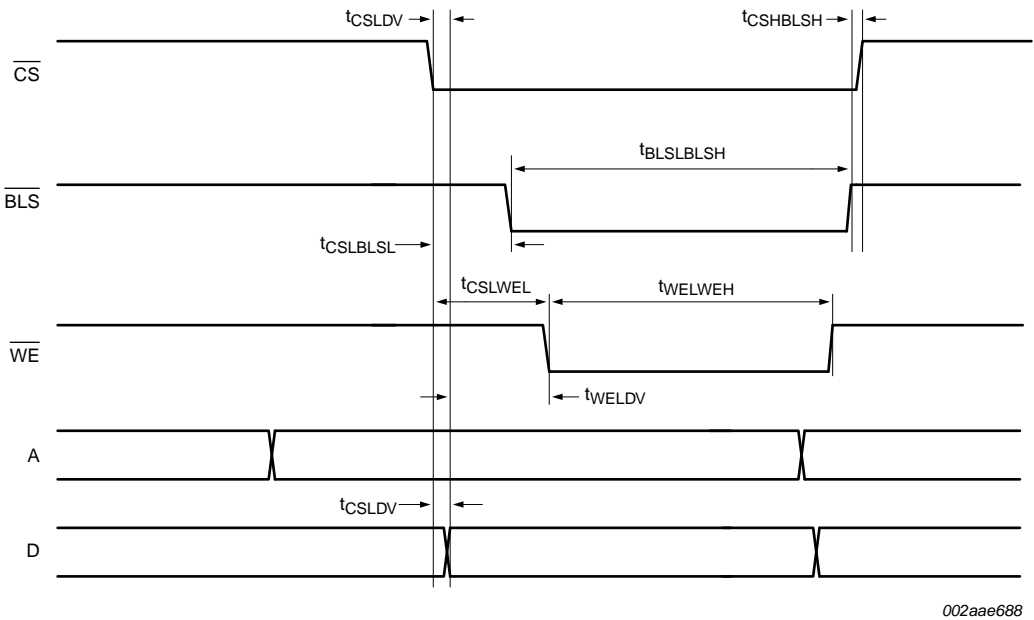 tCSLDV
tCSHBLSH
CS
tBLSLBLSH
BLS
tCSLBLSL
tCSLWEL
tWELWEH
WE
tWELDV
A
tCSLDV
D
002aae688